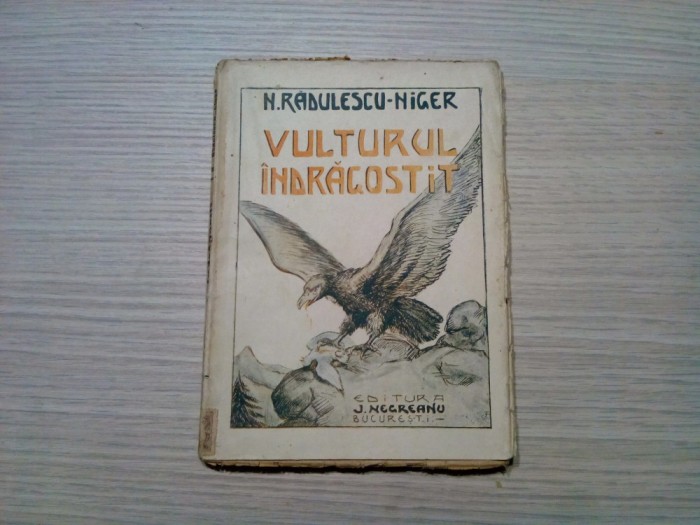 N. RĂDULESCU-NIGER
VULTURUL
ÎNDRĂGOSTIT
EDITURA
J. NEGREANU
BUCUREȘTI.—